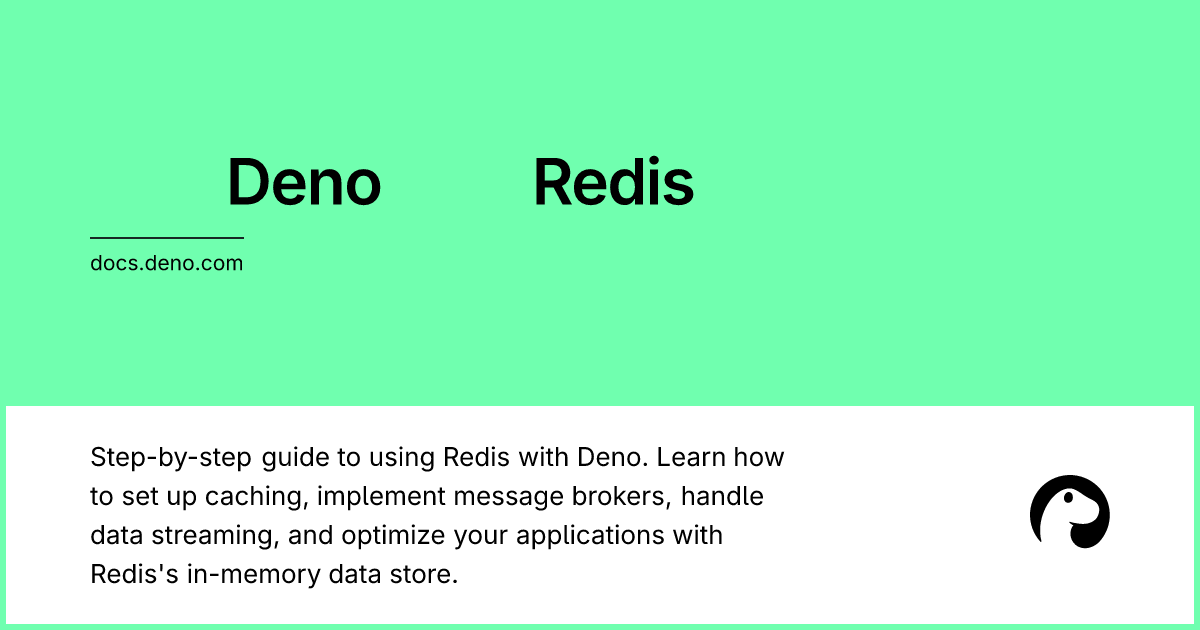 Deno Redis
docs.deno.com
Step-by-step guide to using Redis with Deno. Learn how
to set up caching, implement message brokers, handle
data streaming, and optimize your applications with
Redis's in-memory data store.